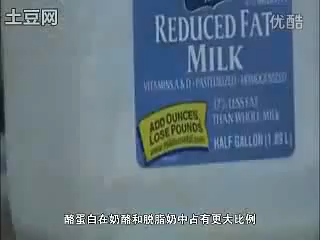 土豆网
优酷
REDUCED FAT
MILK
VITAMINS A & D · PASTEURIZED · HOMOGENIZED
LESS FAT
THAN WHOLE MILK
ADD OUNCES,
LOSE POUNDS
HALF GALLON (1.89 L)
酪蛋白在奶酪和脱脂奶中占有更大比例